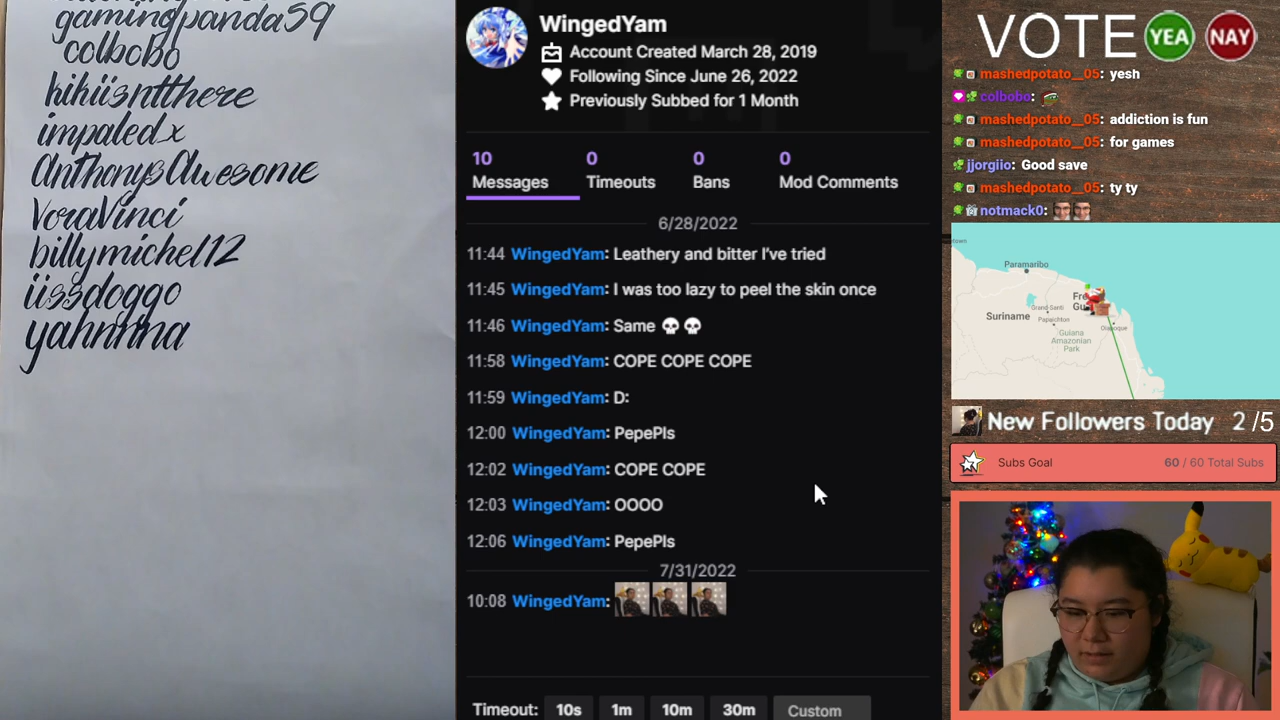 gamingpanda59
colbobo
hihiisntthere
impaled_x
AnthonysAwesome
VoraVinci
billymichel12
iissdoggo
yahnnna
WingedYam
Account Created March 28, 2019
Following Since June 26, 2022
Previously Subbed for 1 Month
10 0 0 0
Messages Timeouts Bans Mod Comments
6/28/2022
11:44 WingedYam: Leathery and bitter I've tried
11:45 WingedYam: I was too lazy to peel the skin once
11:46 WingedYam: Same 💀💀
11:58 WingedYam: COPE COPE COPE
11:59 WingedYam: D:
12:00 WingedYam: PepePls
12:02 WingedYam: COPE COPE
12:03 WingedYam: OOOO
12:06 WingedYam: PepePls
7/31/2022
10:08 WingedYam:
Timeout: 10s 1m 10m 30m Custom
VOTE YEA NAY
mashedpotato__05: yesh
colbobo:
mashedpotato__05: addiction is fun
mashedpotato__05: for games
jjorgiio: Good save
mashedpotato__05: ty ty
notmack0:
Paramaribo
Suriname
Grand-Santi
Papaichton
Guiana
Amazonian
Park
New Followers Today 2 /5
Subs Goal 60 / 60 Total Subs